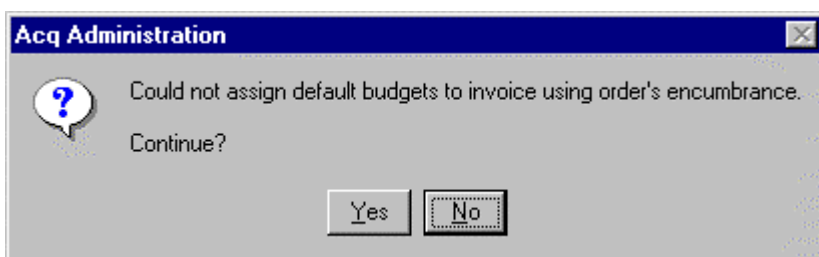 Acq Administration
Could not assign default budgets to invoice using order's encumbrance.
Continue?
Yes No